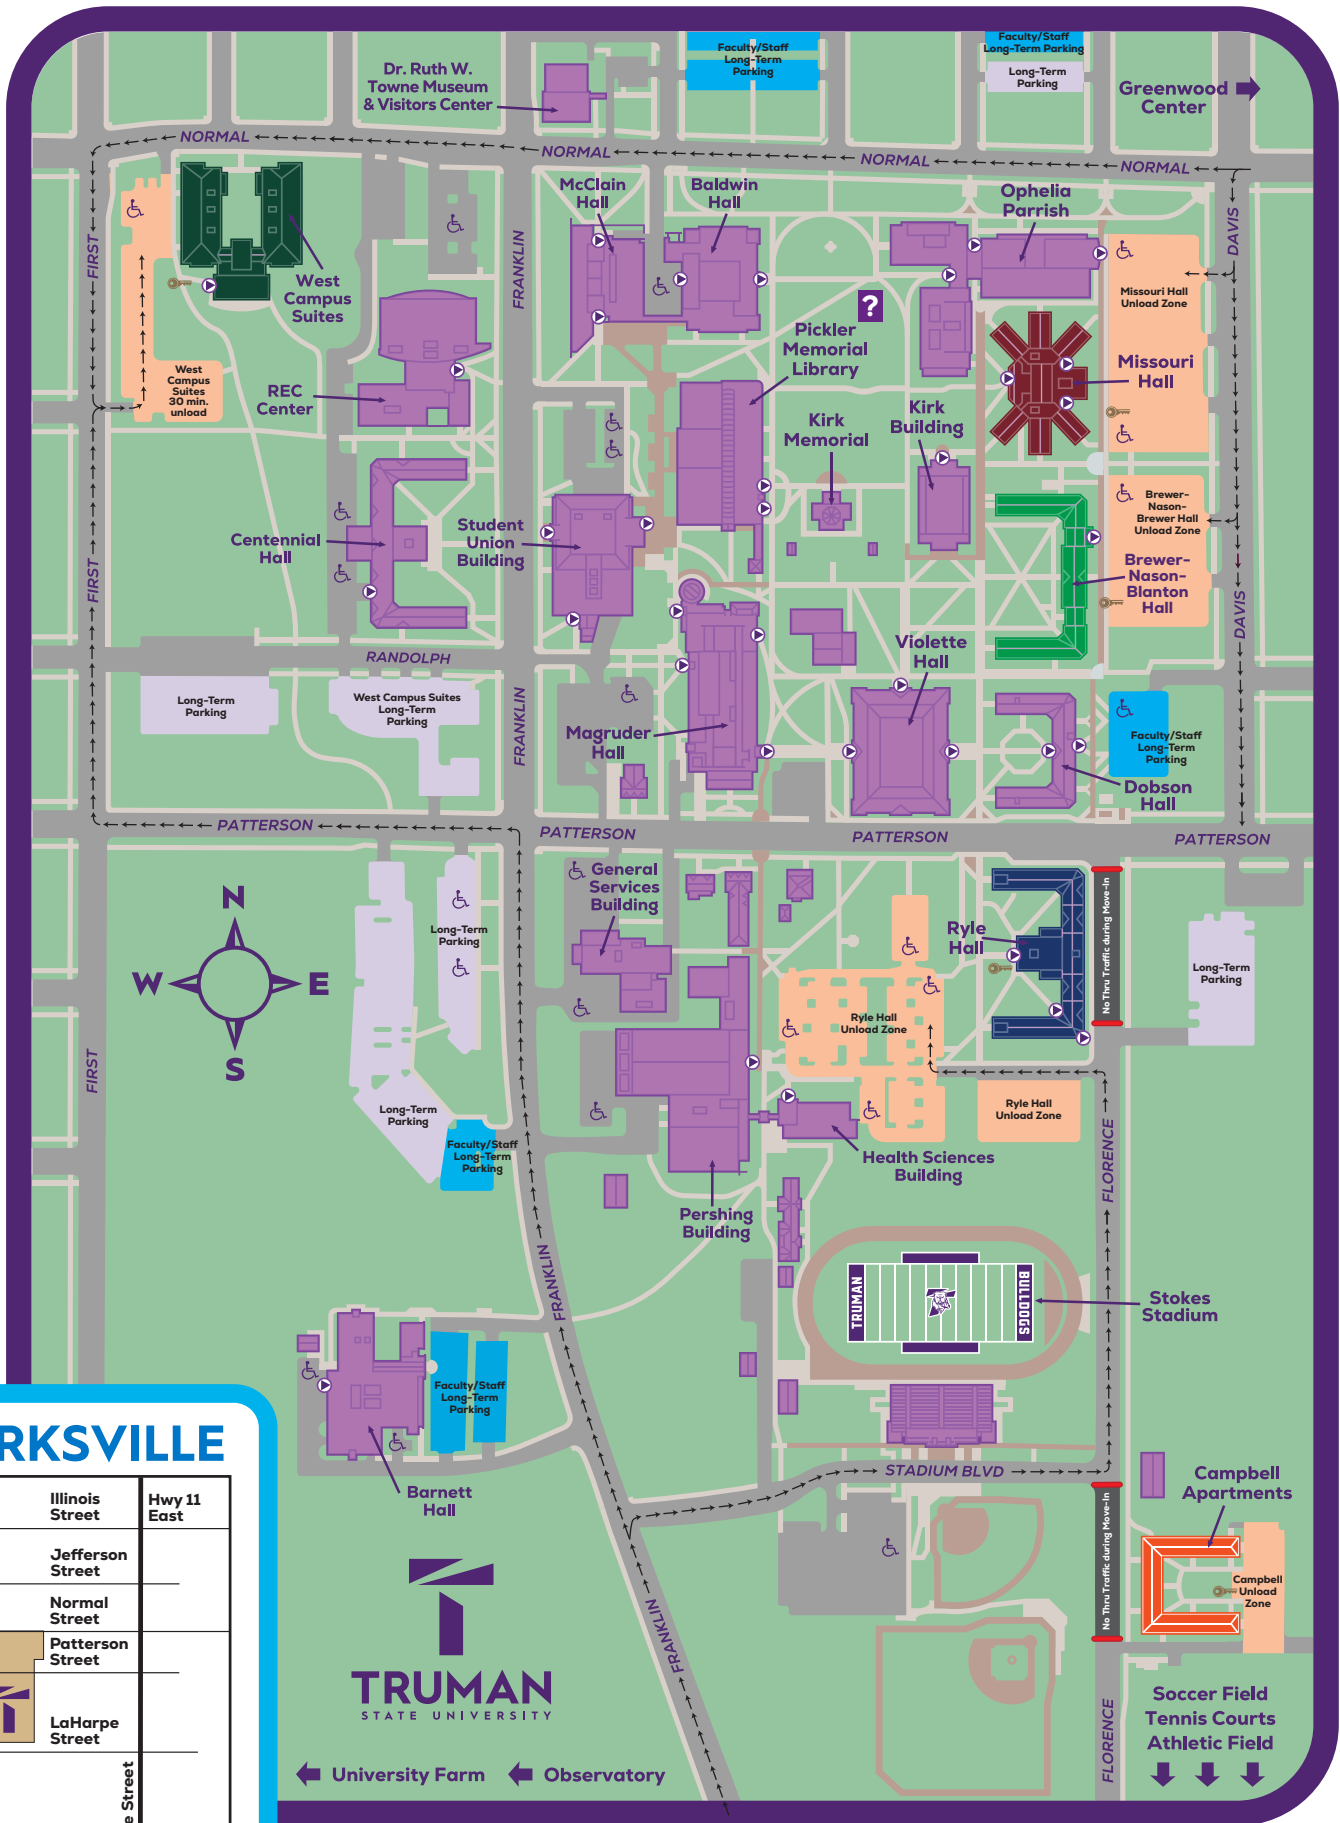 Faculty/Staff
Long-Term
Parking
Faculty/Staff
Long-Term Parking
Long-Term
Parking
Dr. Ruth W.
Towne Museum
& Visitors Center
Greenwood
Center
NORMAL
NORMAL
NORMAL
NORMAL
McClain
Hall
Baldwin
Hall
Ophelia
Parrish
FIRST
FRANKLIN
DAVIS
West
Campus
Suites
Missouri Hall
Unload Zone
?
Pickler
Memorial
Library
Missouri
Hall
West
Campus
Suites
30 min.
unload
REC
Center
Kirk
Memorial
Kirk
Building
Brewer-
Nason-
Brewer Hall
Unload Zone
Centennial
Hall
Student
Union
Building
Brewer-
Nason-
Blanton
Hall
FIRST
DAVIS
RANDOLPH
Violette
Hall
Long-Term
Parking
West Campus Suites
Long-Term
Parking
FRANKLIN
Magruder
Hall
Faculty/Staff
Long-Term
Parking
Dobson
Hall
PATTERSON
PATTERSON
PATTERSON
PATTERSON
General
Services
Building
N
W
E
S
Long-Term
Parking
Ryle
Hall
No Thru Traffic during Move-In
Long-Term
Parking
Ryle Hall
Unload Zone
FIRST
Long-Term
Parking
Ryle Hall
Unload Zone
Faculty/Staff
Long-Term
Parking
Health Sciences
Building
FLORENCE
Pershing
Building
FRANKLIN
TRUMAN
BULLDOGS
Stokes
Stadium
Faculty/Staff
Long-Term
Parking
Barnett
Hall
STADIUM BLVD
Campbell
Apartments
No Thru Traffic during Move-In
Campbell
Unload
Zone
FRANKLIN
RKSVILLE
Illinois
Street
Hwy 11
East
Jefferson
Street
Normal
Street
Patterson
Street
LaHarpe
Street
e Street
TRUMAN
STATE UNIVERSITY
University Farm
Observatory
FLORENCE
Soccer Field
Tennis Courts
Athletic Field